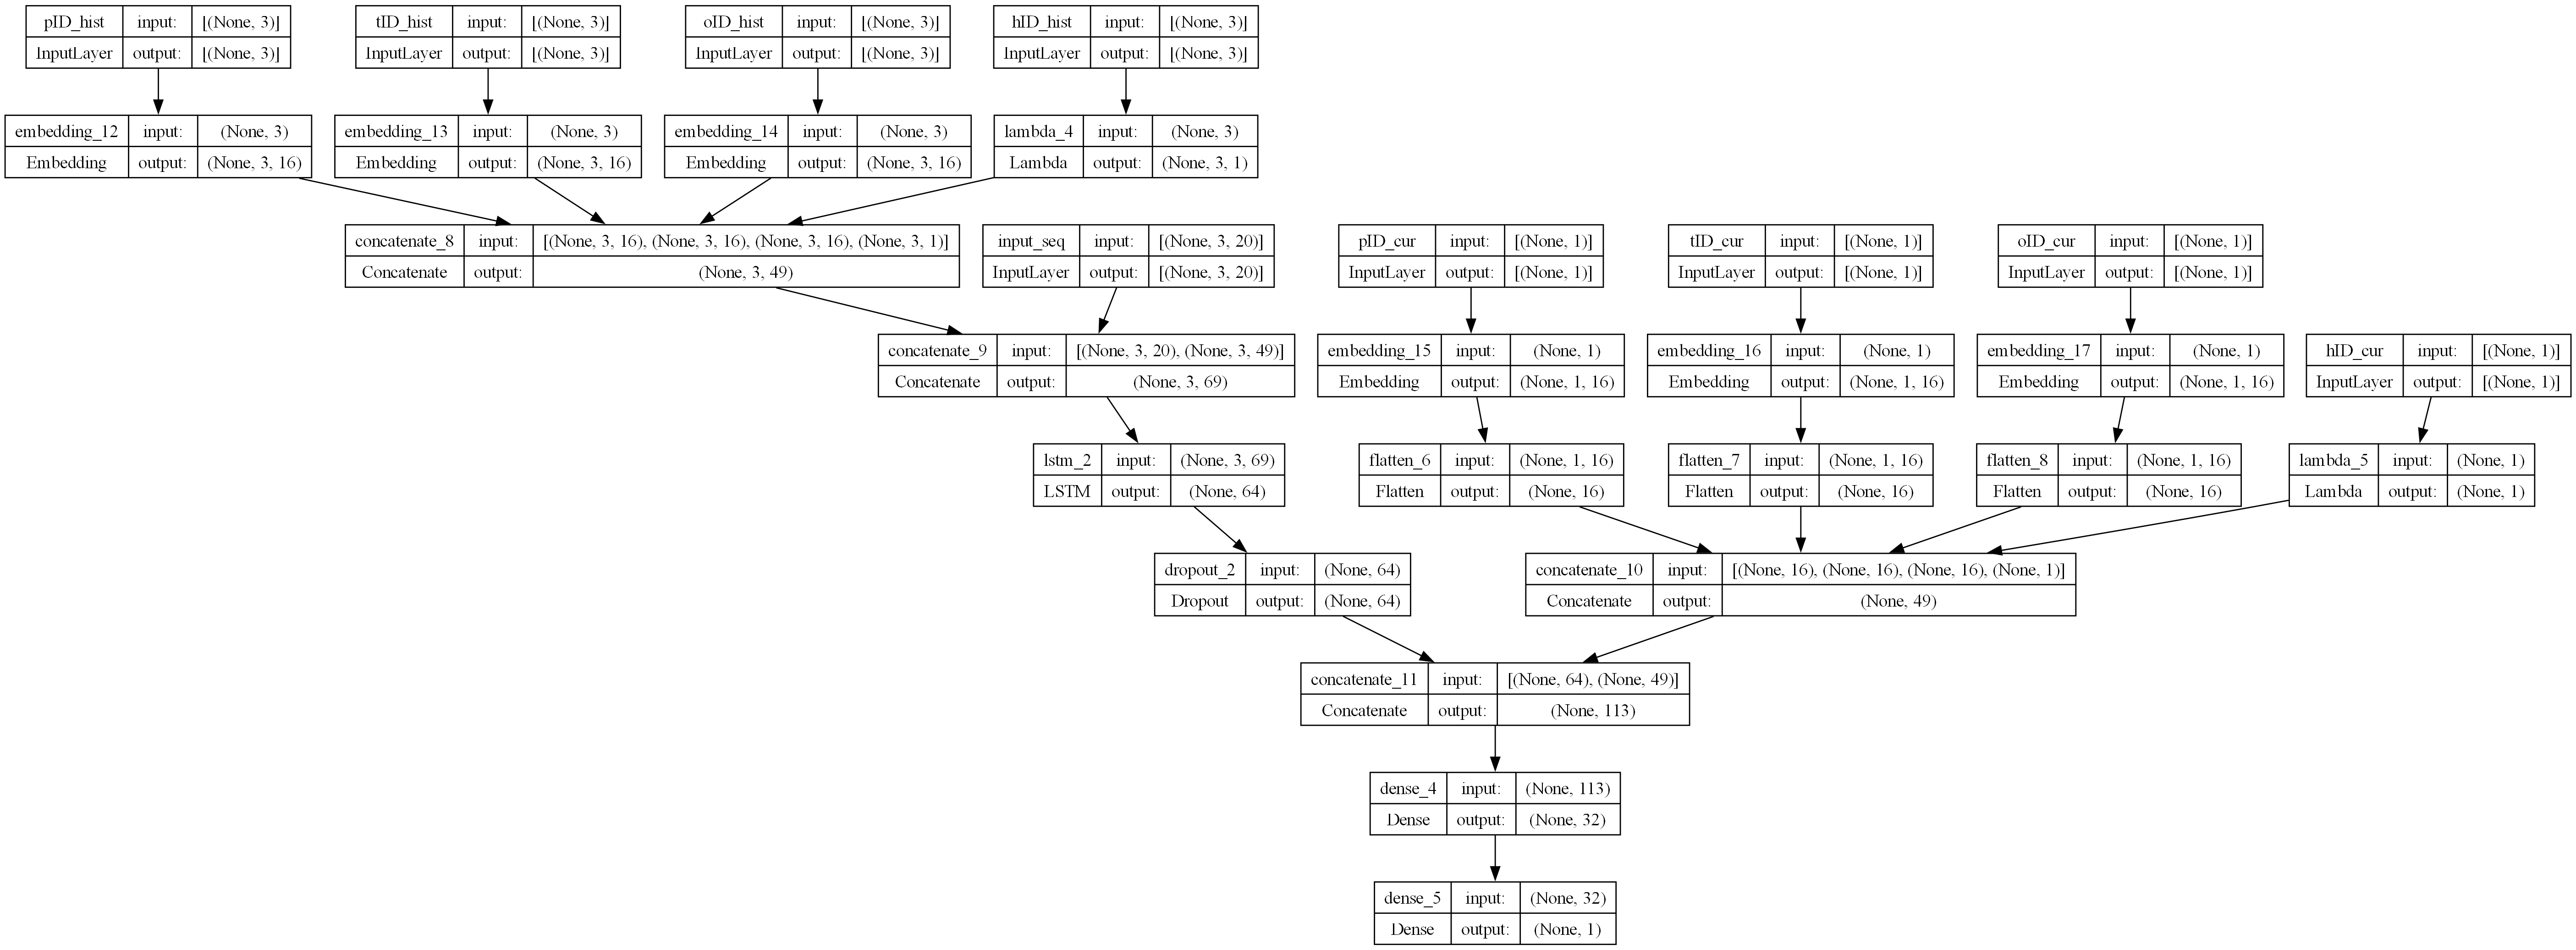 pID_hist input: [(None, 3)]
InputLayer output: [(None, 3)]
tID_hist input: [(None, 3)]
InputLayer output: [(None, 3)]
oID_hist input: [(None, 3)]
InputLayer output: [(None, 3)]
hID_hist input: [(None, 3)]
InputLayer output: [(None, 3)]
embedding_12 input: (None, 3)
Embedding output: (None, 3, 16)
embedding_13 input: (None, 3)
Embedding output: (None, 3, 16)
embedding_14 input: (None, 3)
Embedding output: (None, 3, 16)
lambda_4 input: (None, 3)
Lambda output: (None, 3, 1)
concatenate_8 input: [(None, 3, 16), (None, 3, 16), (None, 3, 16), (None, 3, 1)]
Concatenate output: (None, 3, 49)
input_seq input: [(None, 3, 20)]
InputLayer output: [(None, 3, 20)]
pID_cur input: [(None, 1)]
InputLayer output: [(None, 1)]
tID_cur input: [(None, 1)]
InputLayer output: [(None, 1)]
oID_cur input: [(None, 1)]
InputLayer output: [(None, 1)]
concatenate_9 input: [(None, 3, 20), (None, 3, 49)]
Concatenate output: (None, 3, 69)
embedding_15 input: (None, 1)
Embedding output: (None, 1, 16)
embedding_16 input: (None, 1)
Embedding output: (None, 1, 16)
embedding_17 input: (None, 1)
Embedding output: (None, 1, 16)
hID_cur input: [(None, 1)]
InputLayer output: [(None, 1)]
lstm_2 input: (None, 3, 69)
LSTM output: (None, 64)
flatten_6 input: (None, 1, 16)
Flatten output: (None, 16)
flatten_7 input: (None, 1, 16)
Flatten output: (None, 16)
flatten_8 input: (None, 1, 16)
Flatten output: (None, 16)
lambda_5 input: (None, 1)
Lambda output: (None, 1)
dropout_2 input: (None, 64)
Dropout output: (None, 64)
concatenate_10 input: [(None, 16), (None, 16), (None, 16), (None, 1)]
Concatenate output: (None, 49)
concatenate_11 input: [(None, 64), (None, 49)]
Concatenate output: (None, 113)
dense_4 input: (None, 113)
Dense output: (None, 32)
dense_5 input: (None, 32)
Dense output: (None, 1)